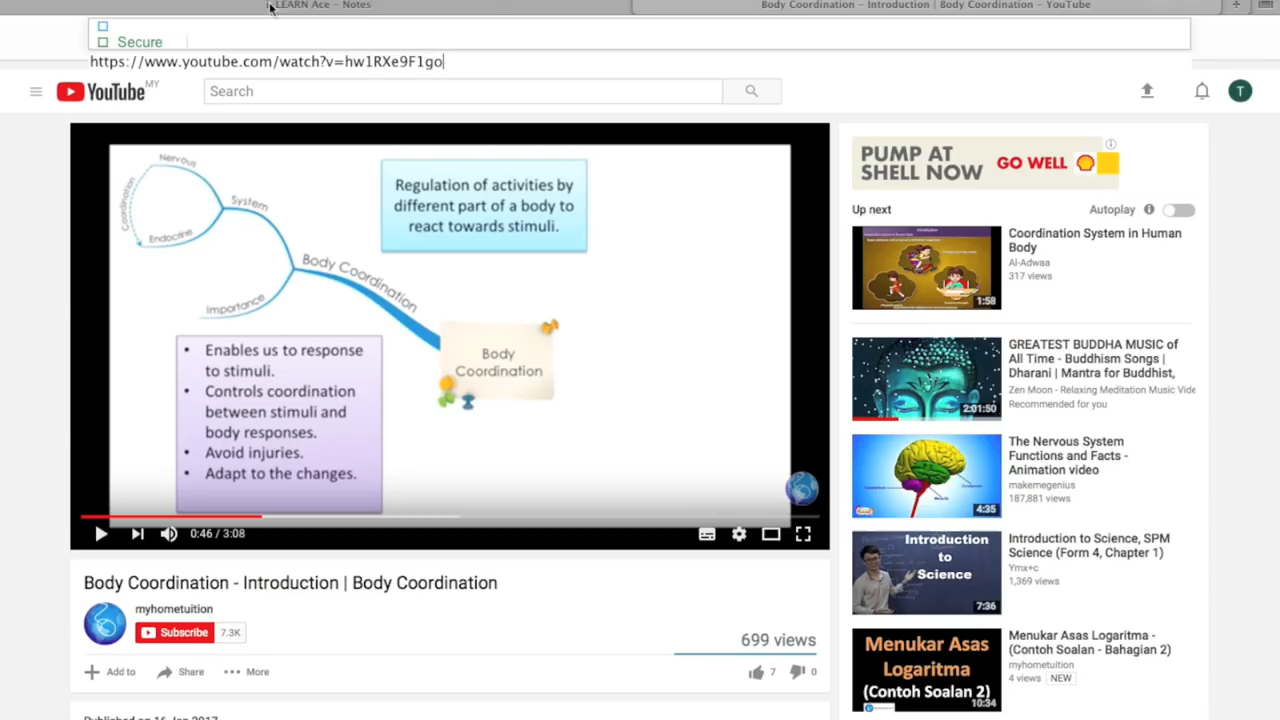 LEARN Ace - Notes
Body Coordination - Introduction | Body Coordination - YouTube
Secure
https://www.youtube.com/watch?v=hw1RXe9F1go
YouTube MY
Search
T
Nervous
Coordination
System
Endocrine
Body Coordination
Importance
Regulation of activities by
different part of a body to
react towards stimuli.
• Enables us to response
to stimuli.
• Controls coordination
between stimuli and
body responses.
• Avoid injuries.
• Adapt to the changes.
Body
Coordination
0:46 / 3:08
Body Coordination - Introduction | Body Coordination
myhometuition
Subscribe 7.3K
699 views
Add to Share More
7 0
Published on 16 Jan 2017
PUMP AT
SHELL NOW
GO WELL
Up next
Autoplay
1:58
Coordination System in Human
Body
Al-Adwaa
317 views
2:01:50
GREATEST BUDDHA MUSIC of
All Time - Buddhism Songs |
Dharani | Mantra for Buddhist,
Zen Moon - Relaxing Meditation Music Vide
Recommended for you
4:35
The Nervous System
Functions and Facts -
Animation video
makemegenius
187,881 views
Introduction
to
Science
7:36
Introduction to Science, SPM
Science (Form 4, Chapter 1)
Ymx+c
1,369 views
Menukar Asas
Logaritma
(Contoh Soalan 2)
10:34
Menukar Asas Logaritma -
(Contoh Soalan - Bahagian 2)
myhometuition
4 views NEW